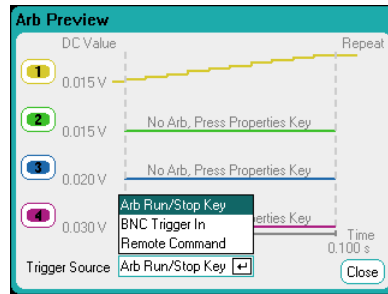 Arb Preview
DC Value Repeat
1 0.015 V
2 0.015 V No Arb, Press Properties Key
3 0.020 V No Arb, Press Properties Key
4 0.030 V perties Key
Arb Run/Stop Key
BNC Trigger In
Remote Command
Time
0.100 s
Trigger Source Arb Run/Stop Key Close